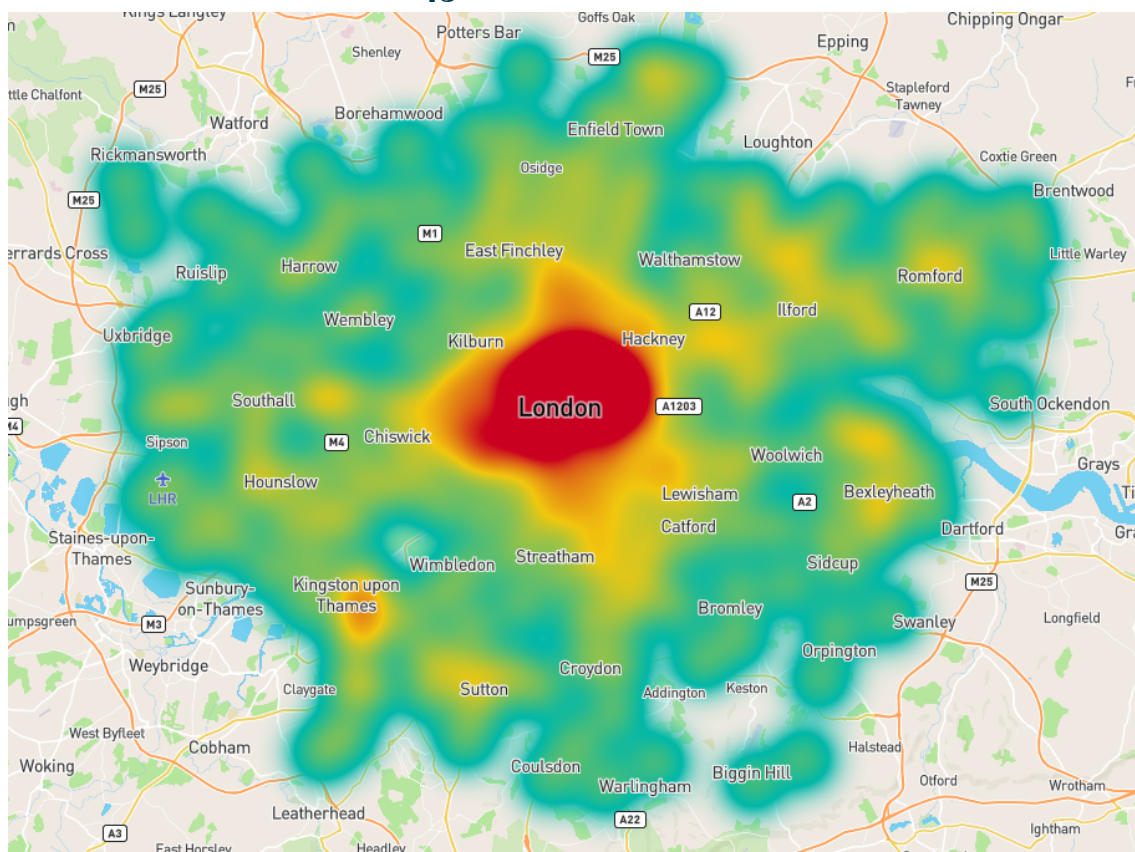 Kings Langley
Goffs Oak
Chipping Ongar
Potters Bar
Epping
Shenley
M25
M25
Stapleford
Tawney
ttle Chalfont
Borehamwood
Watford
Enfield Town
Loughton
Rickmansworth
Osidge
Coxtie Green
Brentwood
M25
M1
East Finchley
errards Cross
Little Warley
Walthamstow
Ruislip
Harrow
Romford
A12
Ilford
Wembley
Uxbridge
Kilburn
Hackney
Southall
gh
London
A1203
South Ockendon
M4
Chiswick
Sipson
M4
Woolwich
Grays
LHR
Hounslow
Lewisham
A2
Bexleyheath
Ti
Catford
Dartford
Gra
Staines-upon-
Thames
Wimbledon
Streatham
Sidcup
M25
Kingston upon
Thames
Sunbury-
on-Thames
Bromley
umpsgreen
M3
Swanley
Longfield
Orpington
Weybridge
Croydon
Claygate
Sutton
Addington
Keston
West Byfleet
Cobham
Halstead
Woking
Coulsdon
Biggin Hill
Otford
Wrotham
Warlingham
Leatherhead
A22
A3
Ightham
East Horsley
Headley